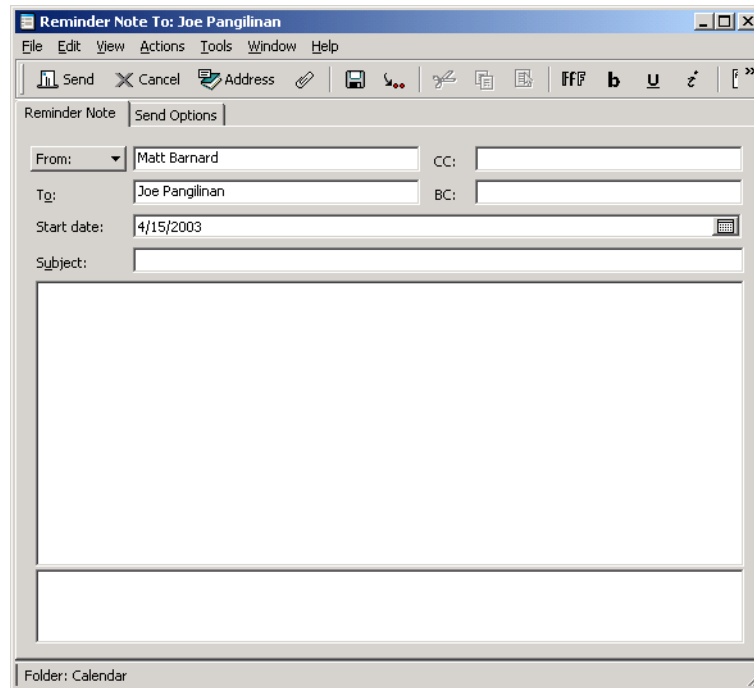 Reminder Note To: Joe Pangilinan
File Edit View Actions Tools Window Help
Send Cancel Address b u i
Reminder Note Send Options
From: Matt Barnard CC:
To: Joe Pangilinan BC:
Start date: 4/15/2003
Subject:
Folder: Calendar